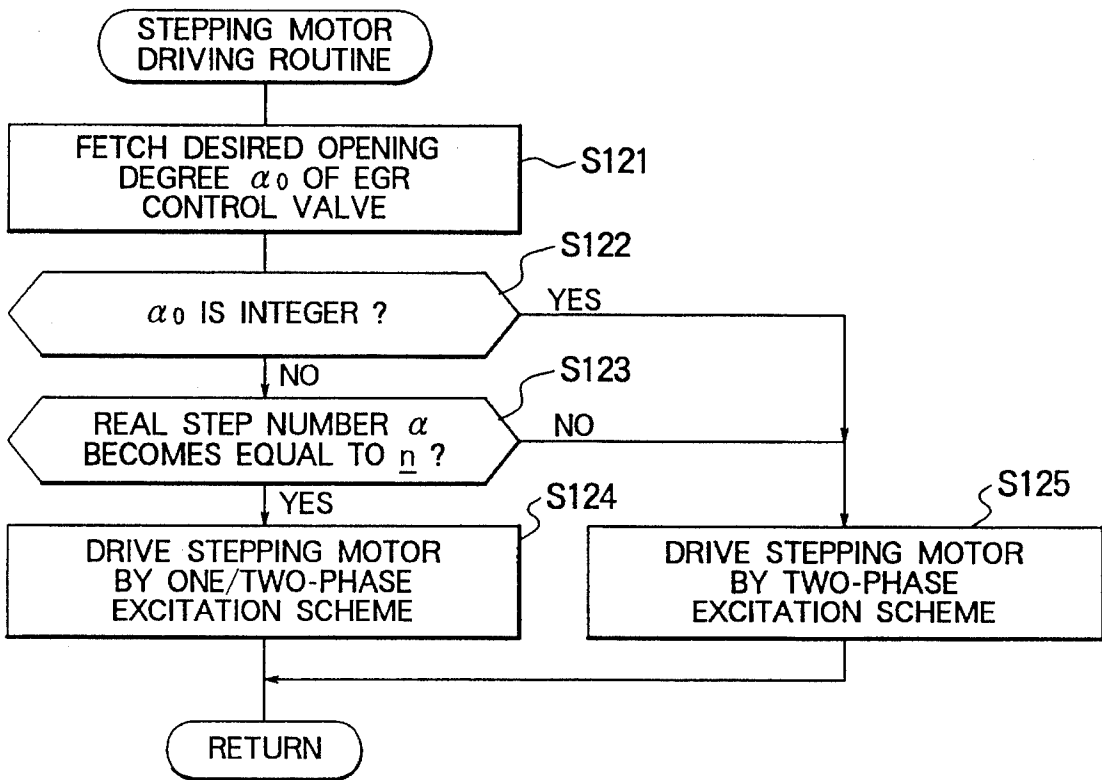 STEPPING MOTOR
DRIVING ROUTINE
FETCH DESIRED OPENING
DEGREE α0 OF EGR
CONTROL VALVE
S121
S122
α0 IS INTEGER ?
YES
NO
S123
REAL STEP NUMBER α
BECOMES EQUAL TO n ?
NO
YES
S124
S125
DRIVE STEPPING MOTOR
BY ONE/TWO-PHASE
EXCITATION SCHEME
DRIVE STEPPING MOTOR
BY TWO-PHASE
EXCITATION SCHEME
RETURN